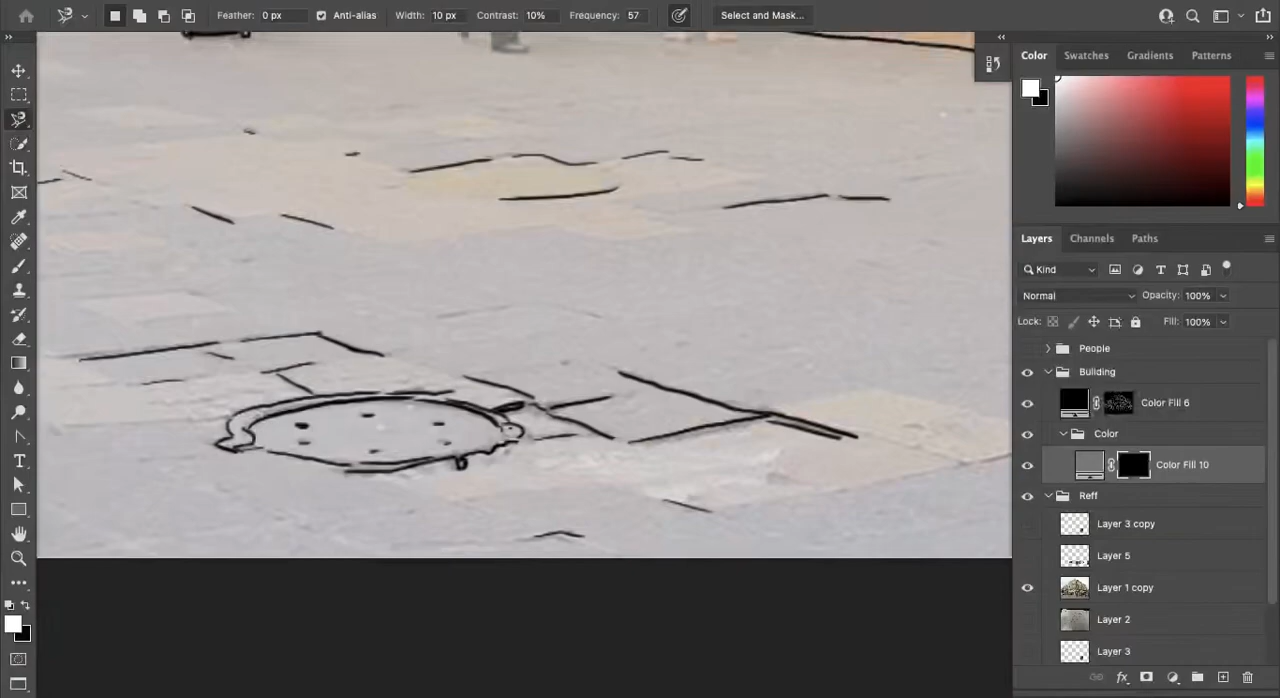 Feather: 0 px Anti-alias Width: 10 px Contrast: 10% Frequency: 57 Select and Mask...
Color Swatches Gradients Patterns
Layers Channels Paths
Kind
Normal Opacity: 100%
Lock: Fill: 100%
People
Building
Color Fill 6
Color
Color Fill 10
Reff
Layer 3 copy
Layer 5
Layer 1 copy
Layer 2
Layer 3